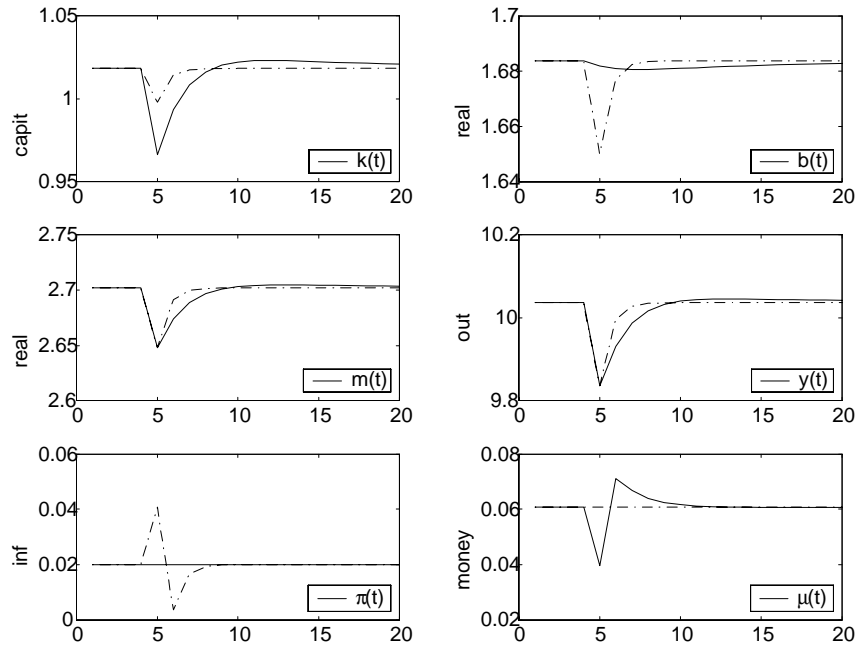 1.05
1
0.95
capit
k(t)
0 5 10 15 20
1.7
1.68
1.66
1.64
real
b(t)
0 5 10 15 20
2.75
2.7
2.65
2.6
real
m(t)
0 5 10 15 20
10.2
10
9.8
out
y(t)
0 5 10 15 20
0.06
0.04
0.02
0
inf
π(t)
0 5 10 15 20
0.08
0.06
0.04
0.02
money
μ(t)
0 5 10 15 20